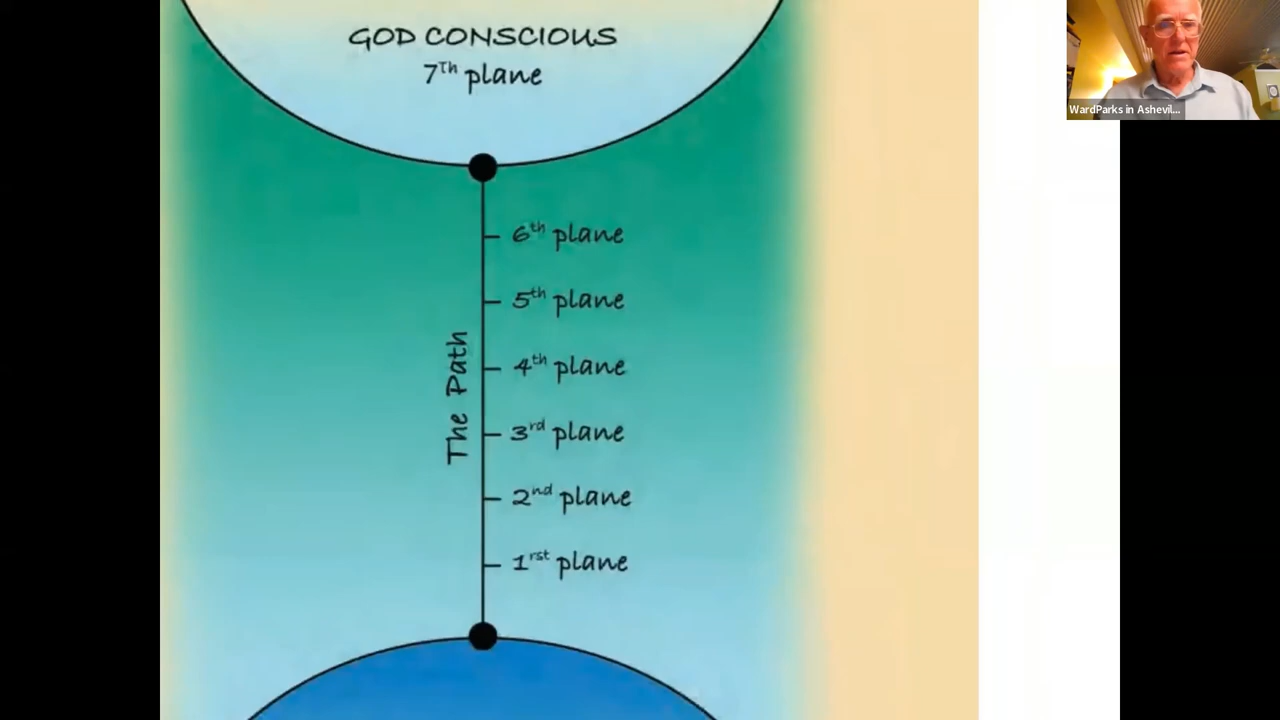 GOD CONSCIOUS
7Th plane
6th plane
5th plane
4th plane
3rd plane
2nd plane
1rst plane
The Path
WardParks in Ashevil...